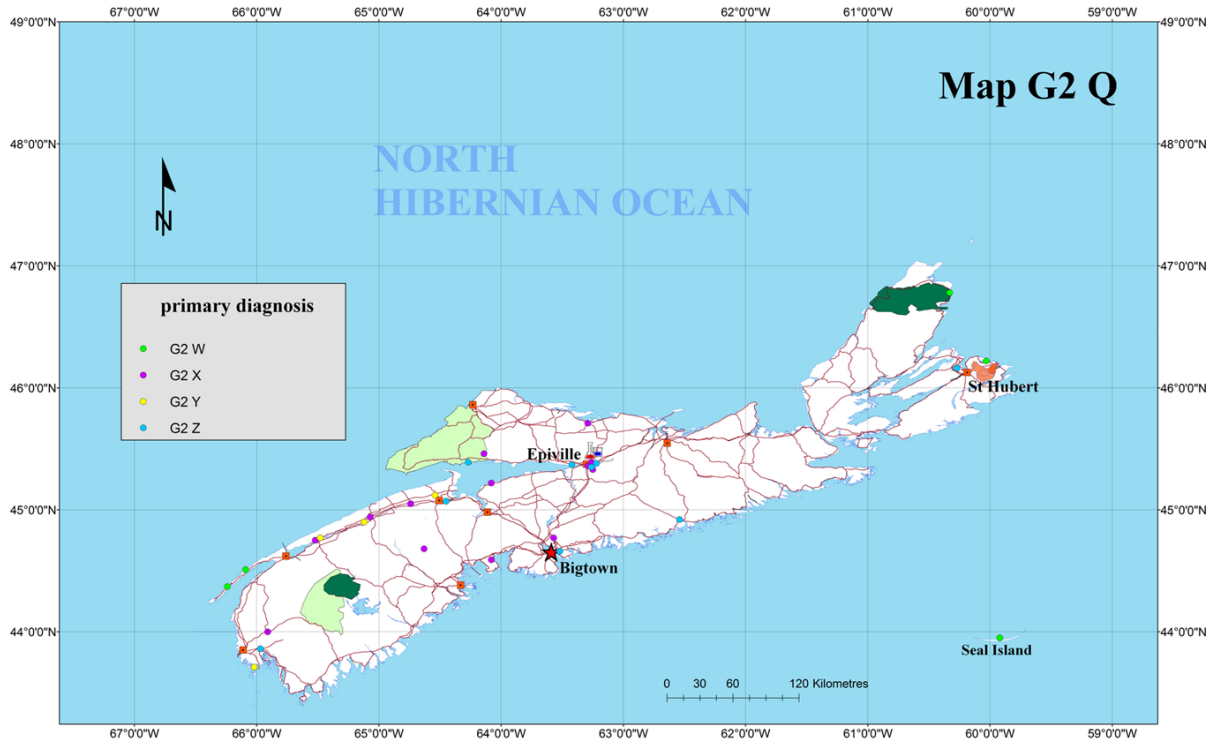 67°0'0"W 66°0'0"W 65°0'0"W 64°0'0"W 63°0'0"W 62°0'0"W 61°0'0"W 60°0'0"W 59°0'0"W
49°0'0"N 49°0'0"N
Map G2 Q
48°0'0"N 48°0'0"N
NORTH
HIBERNIAN OCEAN
N
47°0'0"N 47°0'0"N
primary diagnosis
G2 W
G2 X
G2 Y
G2 Z
46°0'0"N 46°0'0"N
St Hubert
Epiville
45°0'0"N 45°0'0"N
Bigtown
44°0'0"N 44°0'0"N
Seal Island
0 30 60 120 Kilometres
67°0'0"W 66°0'0"W 65°0'0"W 64°0'0"W 63°0'0"W 62°0'0"W 61°0'0"W 60°0'0"W 59°0'0"W